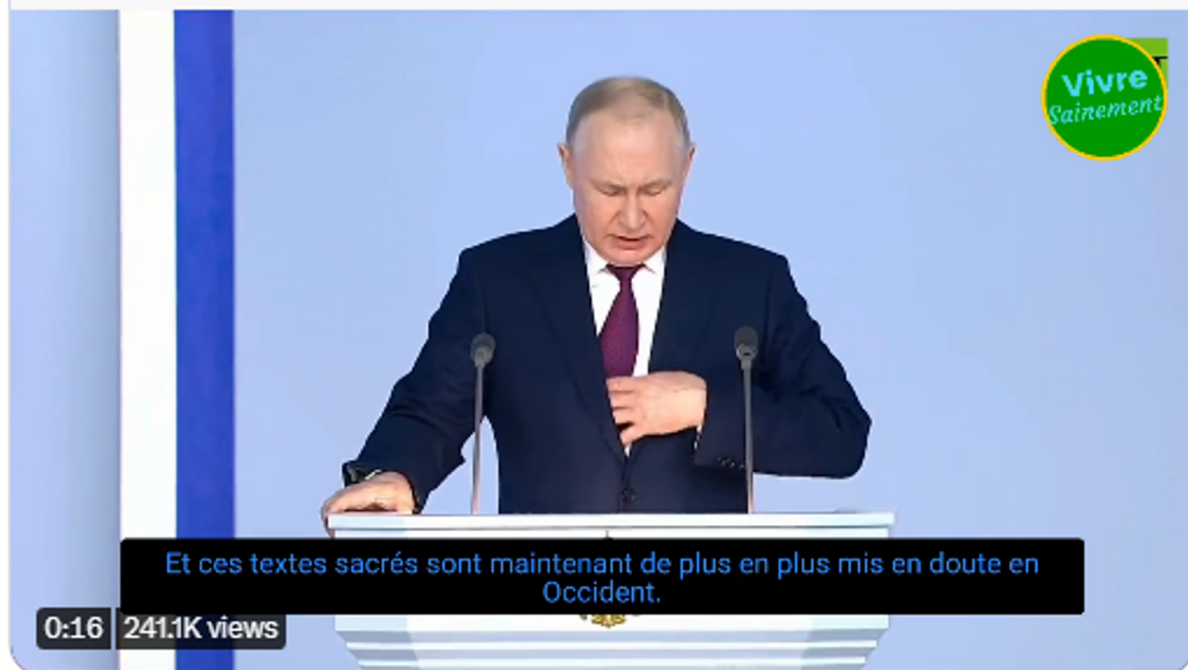 Vivre
Sainement
Et ces textes sacrés sont maintenant de plus en plus mis en doute en
Occident.
0:16
241.1K views